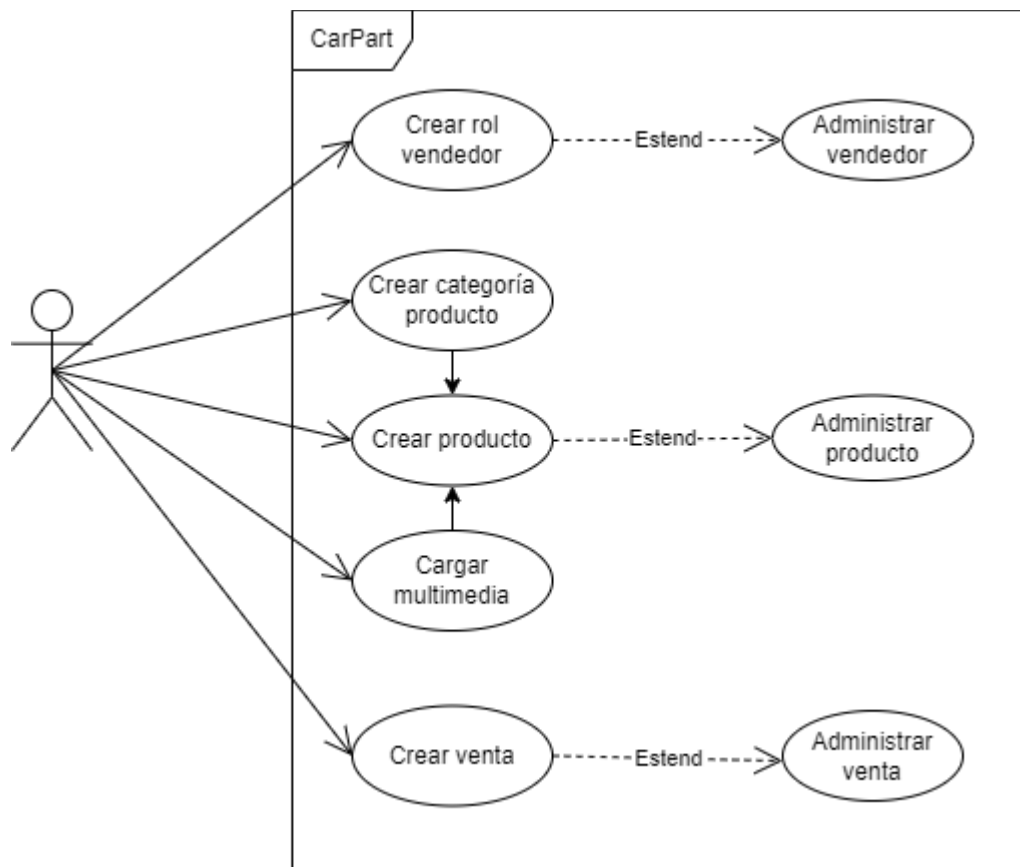 CarPart
Crear rol
vendedor
Estend
Administrar
vendedor
Crear categoría
producto
Crear producto
Estend
Administrar
producto
Cargar
multimedia
Crear venta
Estend
Administrar
venta